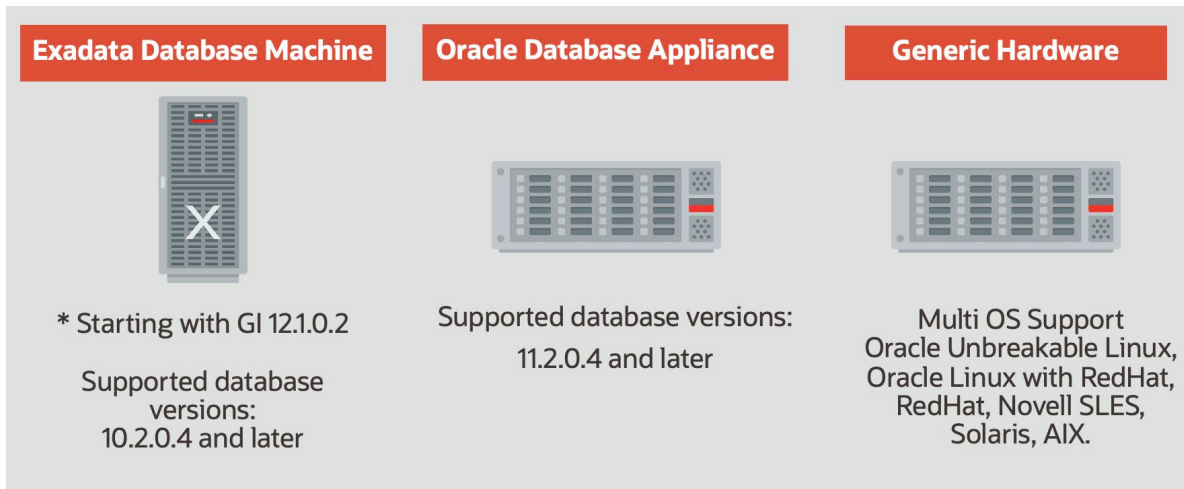 Exadata Database Machine
* Starting with GI 12.1.0.2
Supported database
versions:
10.2.0.4 and later
Oracle Database Appliance
Supported database versions:
11.2.0.4 and later
Generic Hardware
Multi OS Support
Oracle Unbreakable Linux,
Oracle Linux with RedHat,
RedHat, Novell SLES,
Solaris, AIX.